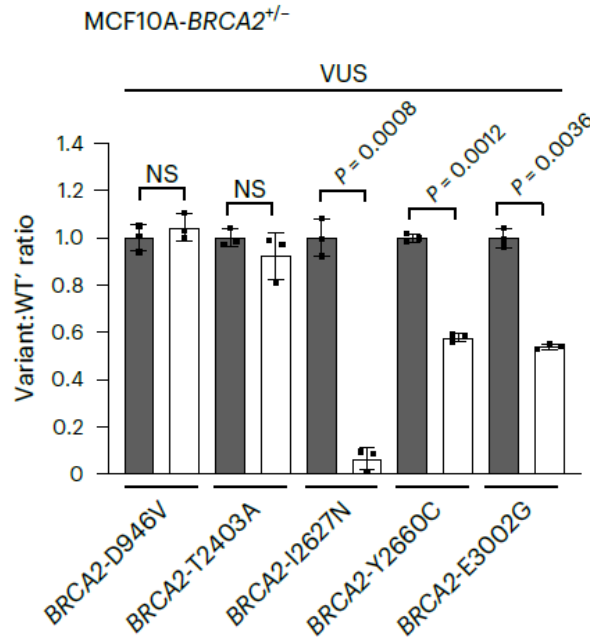 MCF10A-BRCA2+/−
VUS
NS
NS
P = 0.0008
P = 0.0012
P = 0.0036
Variant:WT′ ratio
1.4
1.2
1.0
0.8
0.6
0.4
0.2
0
BRCA2-D946V
BRCA2-T2403A
BRCA2-I2627N
BRCA2-Y2660C
BRCA2-E3002G